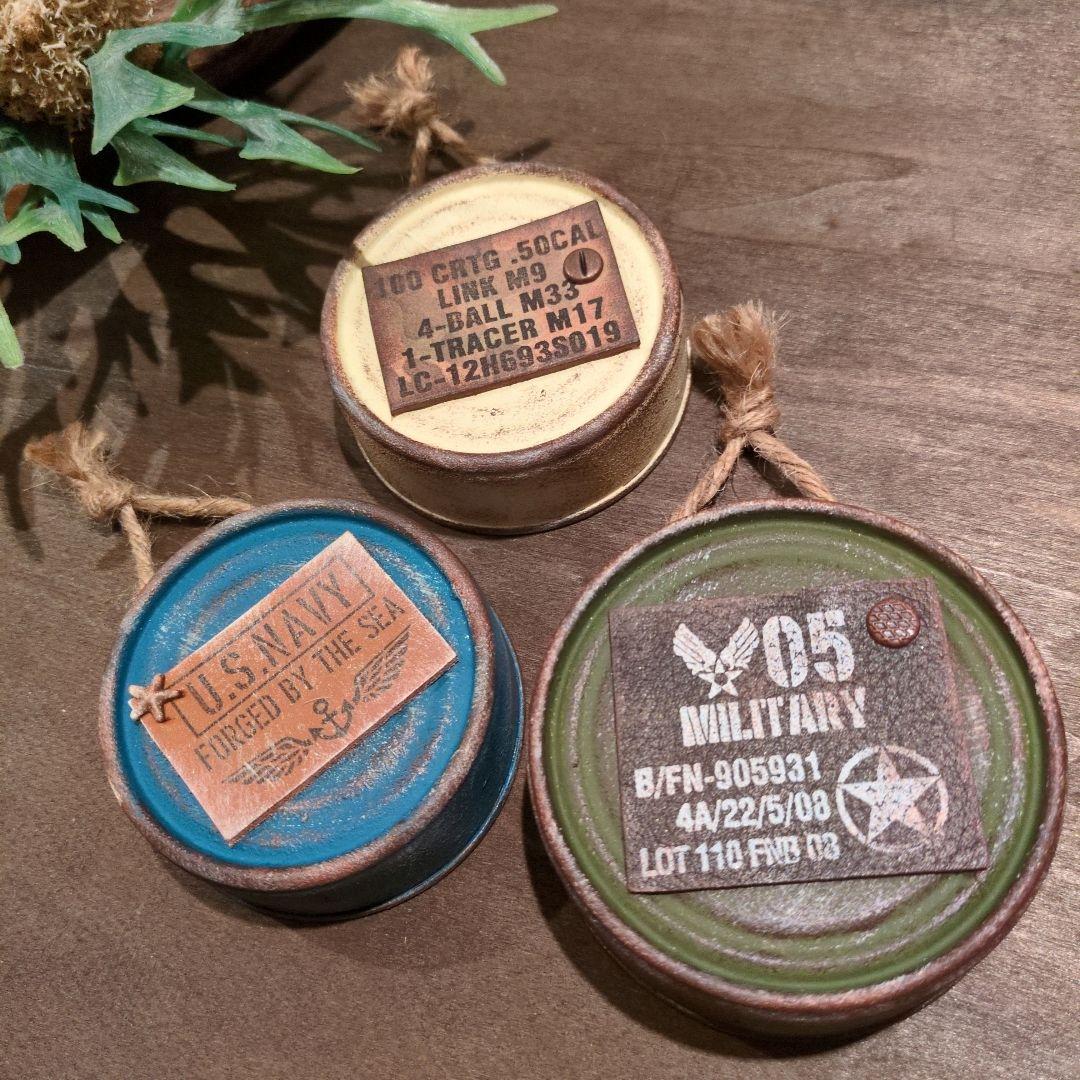 100 CRTG .50CAL
LINK M9
4-BALL M33
1-TRACER M17
LC-12H693S019
U.S.NAVY
FORGED BY THE SEA
05
MILITARY
B/FN-905931
4A/22/5/08
LOT 110 FNB 08